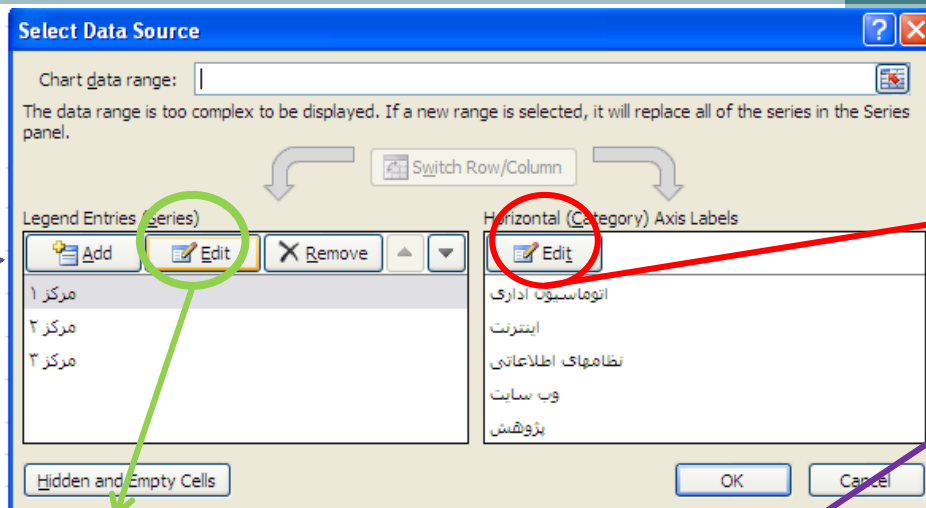 Select Data Source
Chart data range:
The data range is too complex to be displayed. If a new range is selected, it will replace all of the series in the Series
panel.
Switch Row/Column
Legend Entries (Series)
Add
Edit
Remove
مرکز ۱
مرکز ۲
مرکز ۳
Horizontal (Category) Axis Labels
Edit
اتوماسیون اداری
اینترنت
نظامهای اطلاعاتی
وب سایت
پژوهش
Hidden and Empty Cells
OK
Cancel